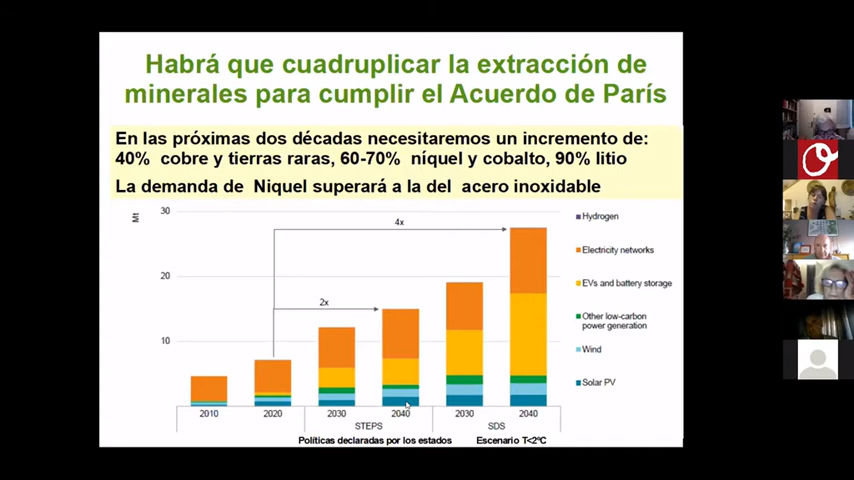 Habrá que cuadruplicar la extracción de
minerales para cumplir el Acuerdo de París
En las próximas dos décadas necesitaremos un incremento de:
40% cobre y tierras raras, 60-70% níquel y cobalto, 90% litio
La demanda de Niquel superará a la del acero inoxidable
Mt
30
20
10
4x
2x
Hydrogen
Electricity networks
EVs and battery storage
Other low-carbon
power generation
Wind
Solar PV
2010 2020 2030 2040 2030 2040
STEPS SDS
Políticas declaradas por los estados Escenario T<2ºC